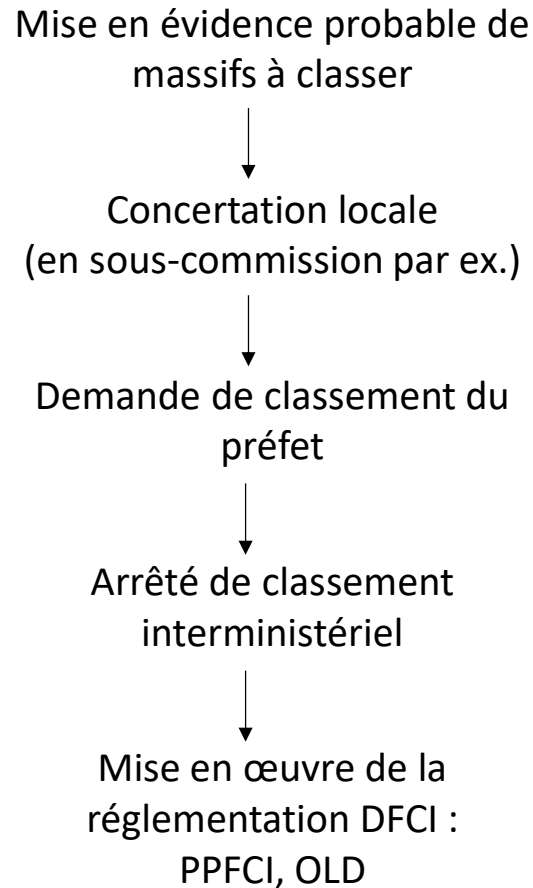 Mise en évidence probable de
massifs à classer
Concertation locale
(en sous-commission par ex.)
Demande de classement du
préfet
Arrêté de classement
interministériel
Mise en œuvre de la
réglementation DFCI :
PPFCI, OLD